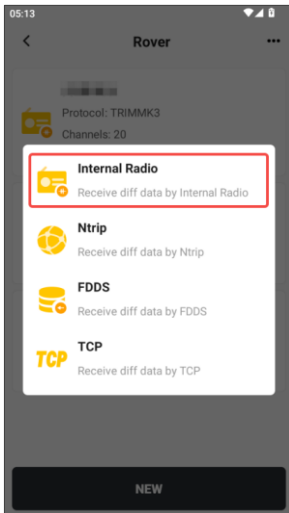 05:13
Rover
Protocol: TRIMMK3
Channels: 20
Internal Radio
Receive diff data by Internal Radio
Ntrip
Receive diff data by Ntrip
FDDS
Receive diff data by FDDS
TCP
TCP
Receive diff data by TCP
NEW